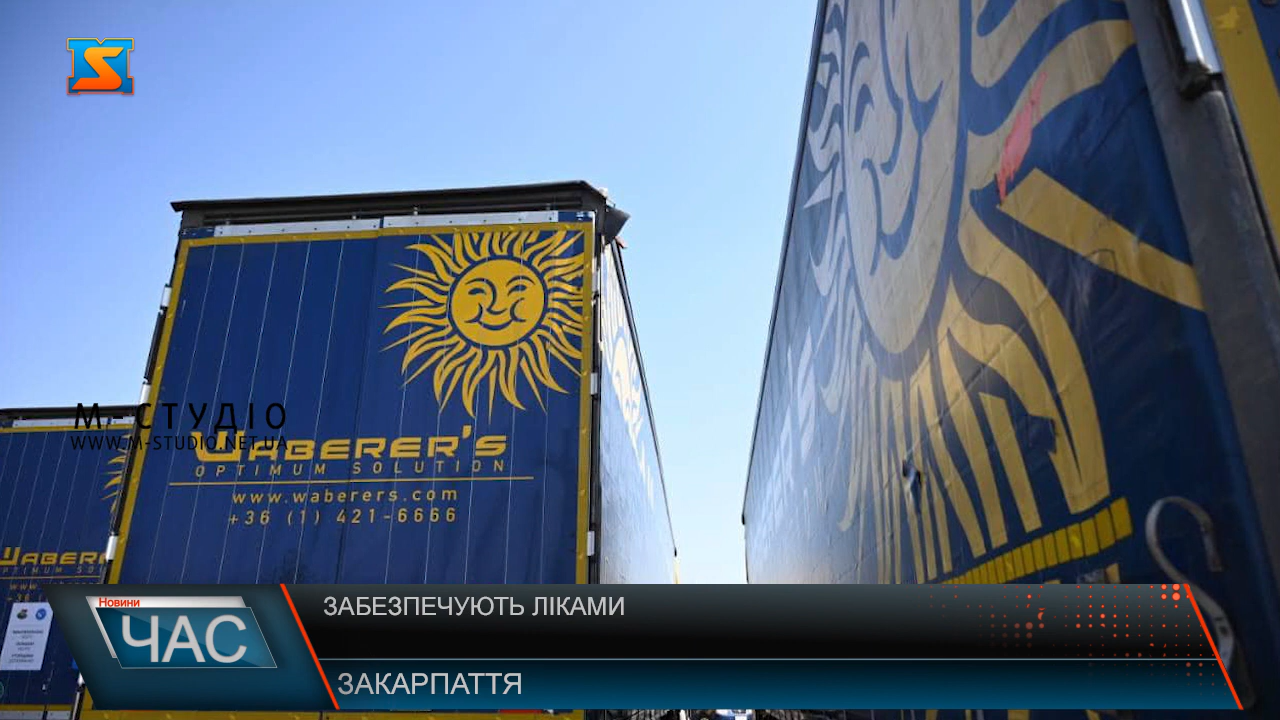 М-СТУДІО
WWW.M-STUDIO.NET.UA
WABERER'S
OPTIMUM SOLUTION
www.waberers.com
+36 (1) 421-6666
Новини
ЧАС
ЗАБЕЗПЕЧУЮТЬ ЛІКАМИ
ЗАКАРПАТТЯ